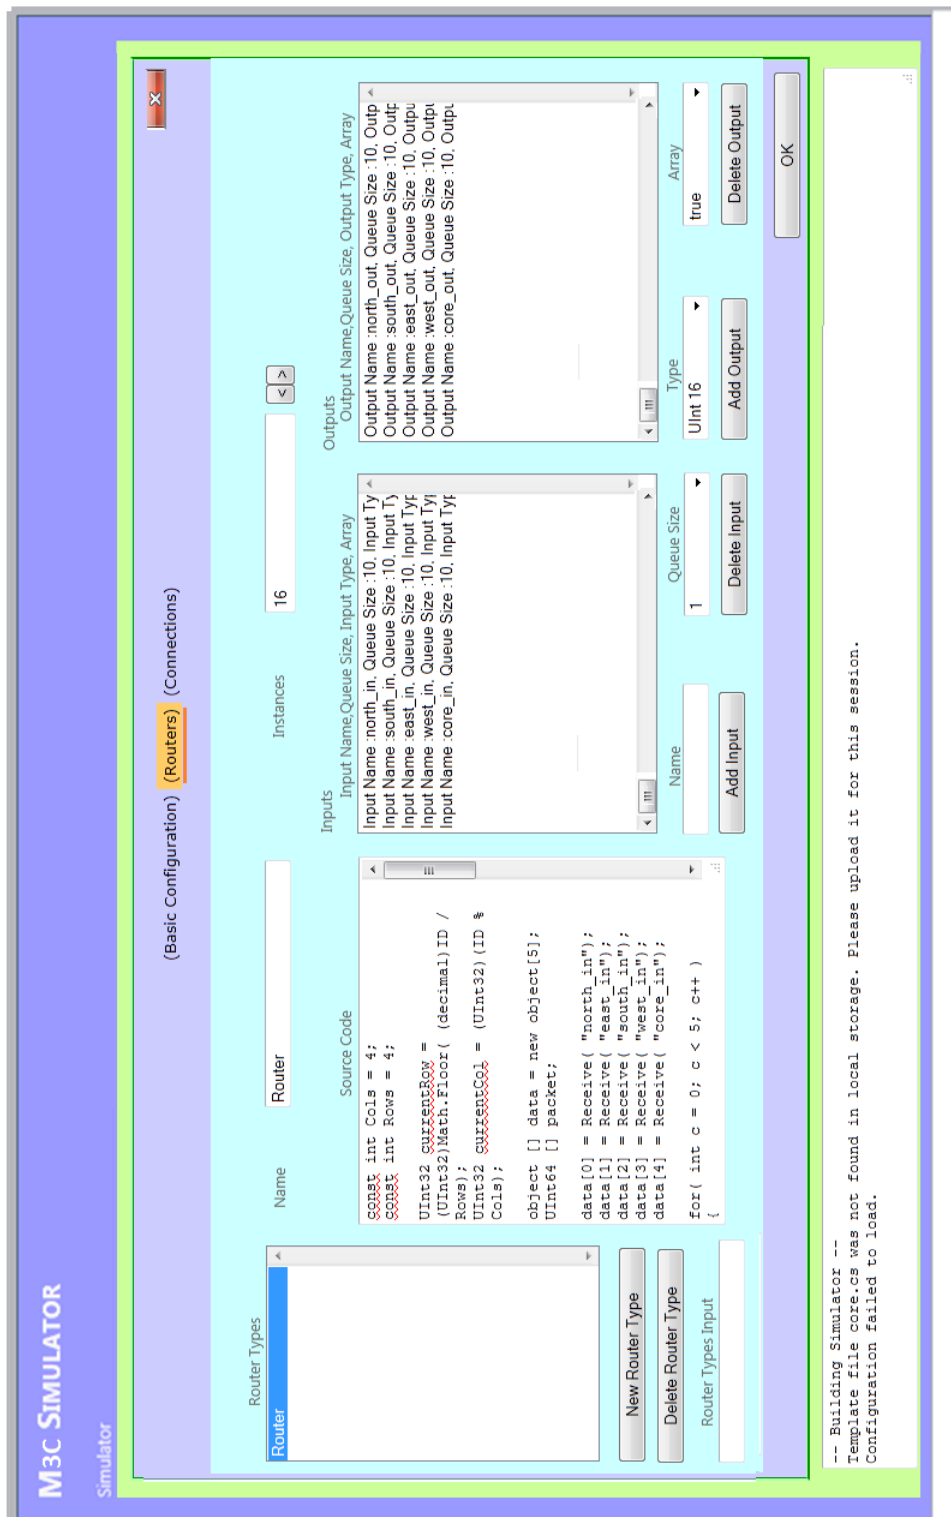 M3C SIMULATOR
Simulator
(Basic Configuration) (Routers) (Connections)
x
Router Types
Router
New Router Type
Delete Router Type
Router Types Input
Name
Router
Instances
16
< >
Source Code
const int Cols = 4;
const int Rows = 4;
UInt32 currentRow =
(UInt32)Math.Floor( (decimal)ID /
Rows);
UInt32 currentCol = (UInt32)(ID %
Cols);
object [] data = new object[5];
UInt64 [] packet;
data[0] = Receive( "north_in");
data[1] = Receive( "east_in");
data[2] = Receive( "south_in");
data[3] = Receive( "west_in");
data[4] = Receive( "core_in");
for( int c = 0; c < 5; c++ )
{
Inputs
Input Name,Queue Size, Input Type, Array
Input Name :north_in, Queue Size :10, Input Ty
Input Name :south_in, Queue Size :10, Input Ty
Input Name :east_in, Queue Size :10, Input Typ
Input Name :west_in, Queue Size :10, Input Typ
Input Name :core_in, Queue Size :10, Input Typ
Outputs
Output Name,Queue Size, Output Type, Array
Output Name :north_out, Queue Size :10, Outp
Output Name :south_out, Queue Size :10, Outp
Output Name :east_out, Queue Size :10, Outpu
Output Name :west_out, Queue Size :10, Outpu
Output Name :core_out, Queue Size :10, Outpu
Name
Queue Size
1
Type
UInt 16
Array
true
Add Input
Delete Input
Add Output
Delete Output
OK
-- Building Simulator --
Template file core.cs was not found in local storage. Please upload it for this session.
Configuration failed to load.